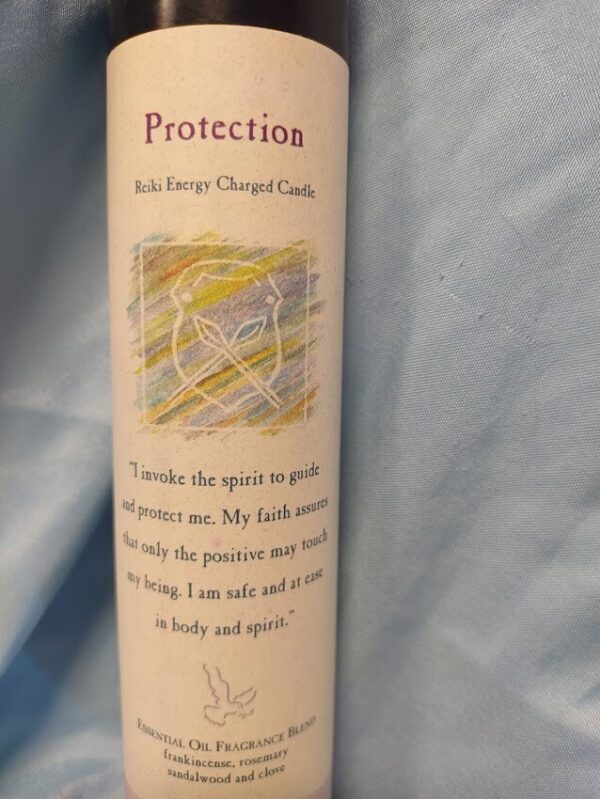 Protection
Reiki Energy Charged Candle
"I invoke the spirit to guide
and protect me. My faith assures
that only the positive may touch
my being. I am safe and at ease
in body and spirit."
Essential Oil Fragrance Blend
frankincense, rosemary
sandalwood and clove